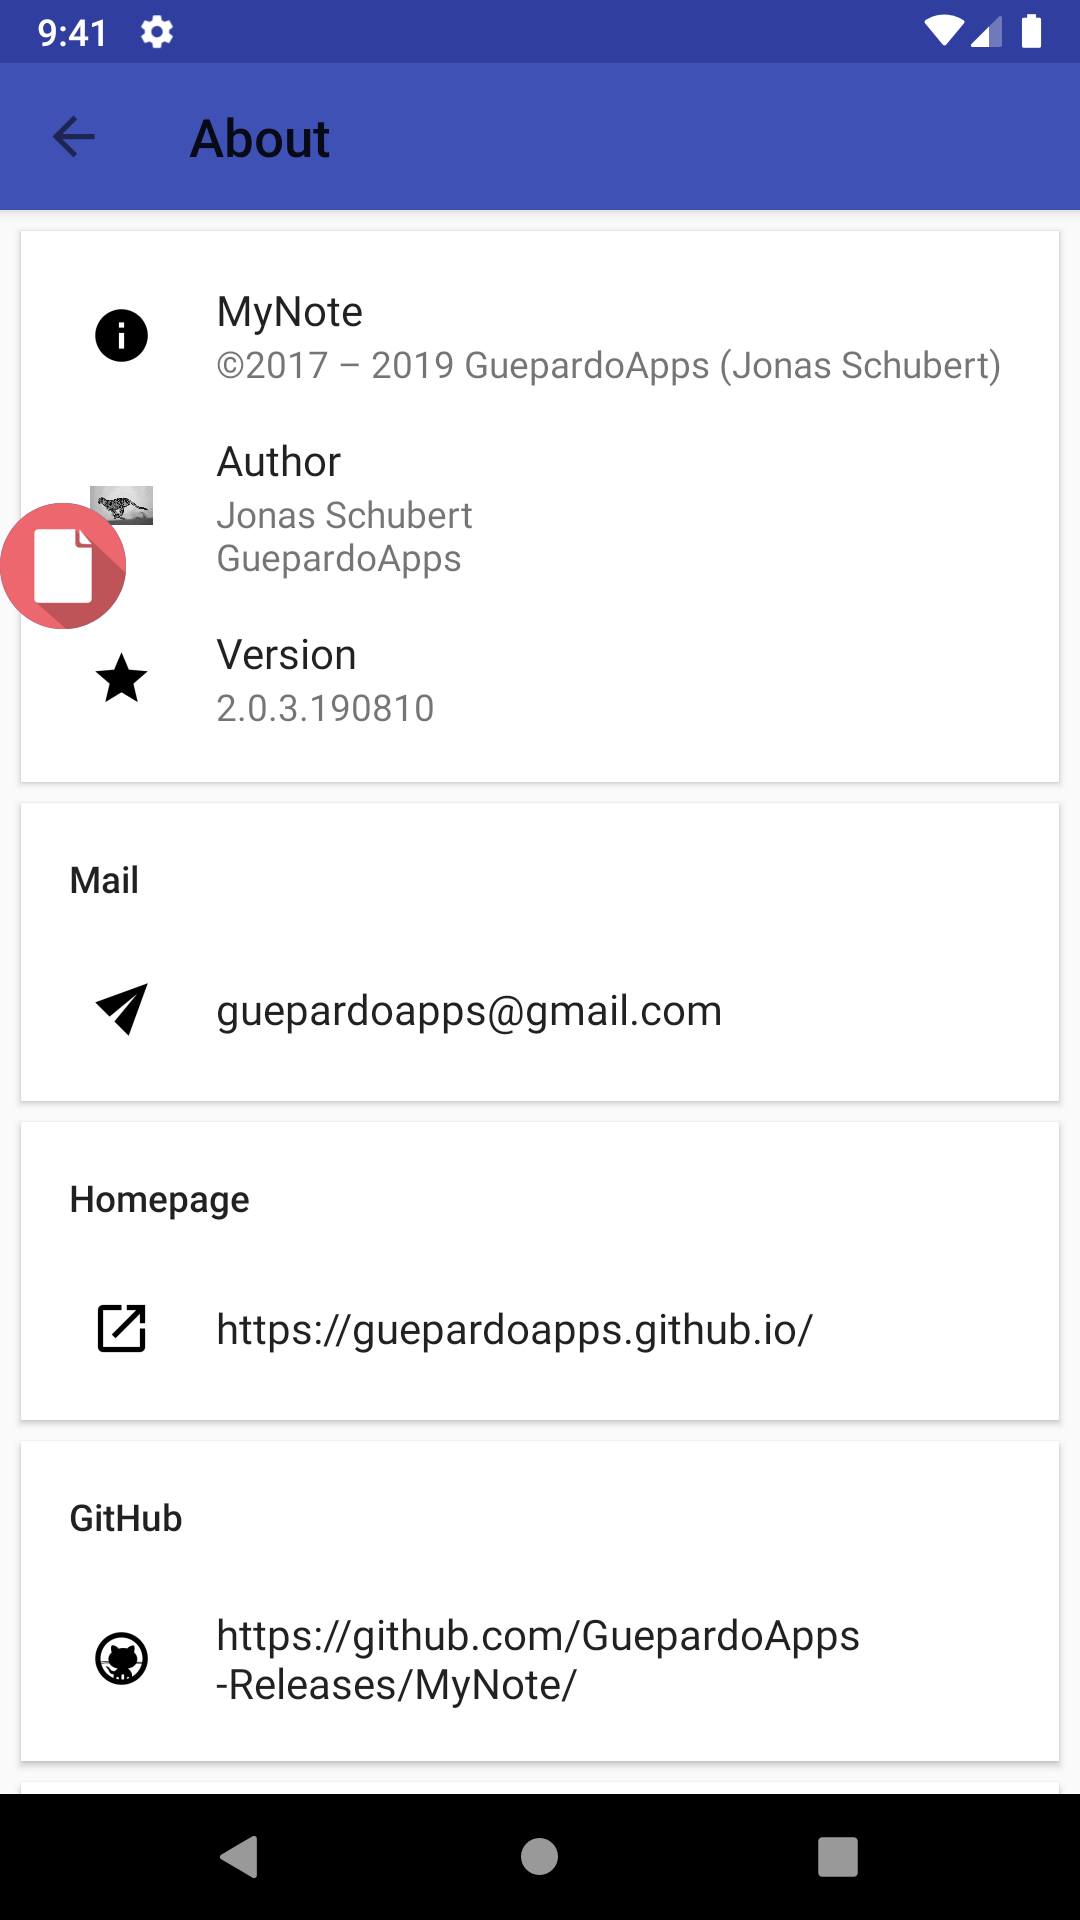 9:41
About
MyNote
©2017 – 2019 GuepardoApps (Jonas Schubert)
Author
Jonas Schubert
GuepardoApps
Version
2.0.3.190810
Mail
guepardoapps@gmail.com
Homepage
https://guepardoapps.github.io/
GitHub
https://github.com/GuepardoApps
-Releases/MyNote/